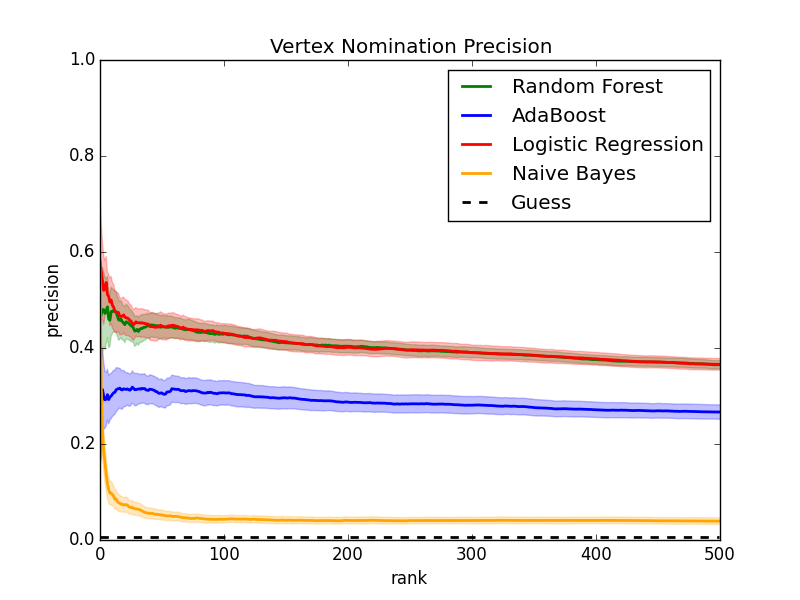 Vertex Nomination Precision
1.0
0.8
0.6
0.4
0.2
0.0
precision
Random Forest
AdaBoost
Logistic Regression
Naive Bayes
Guess
0 100 200 300 400 500
rank